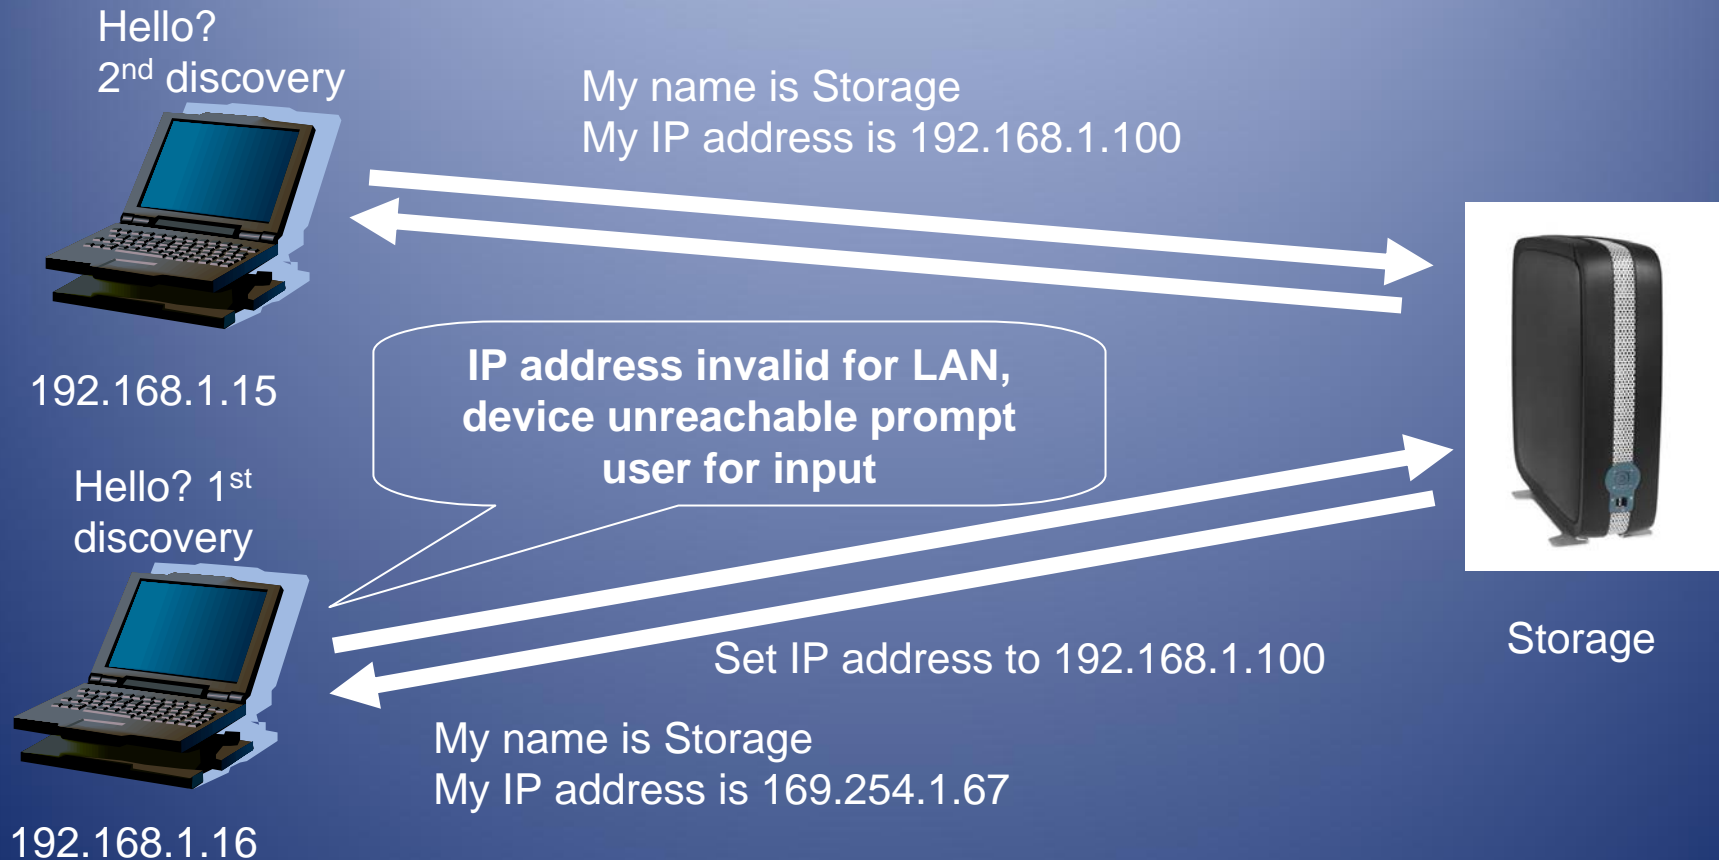 Hello?
2nd discovery
My name is Storage
My IP address is 192.168.1.100
192.168.1.15
IP address invalid for LAN,
device unreachable prompt
user for input
Hello? 1st
discovery
Set IP address to 192.168.1.100
Storage
My name is Storage
My IP address is 169.254.1.67
192.168.1.16